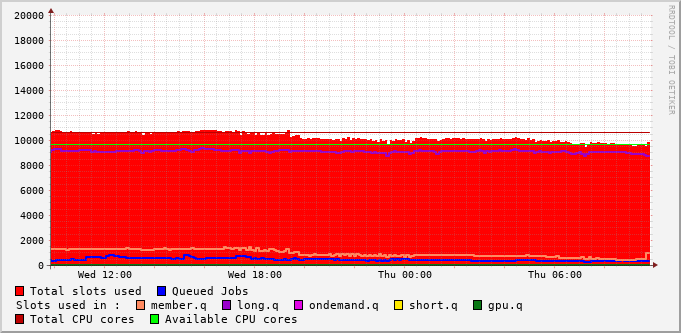 20000
18000
16000
14000
12000
10000
8000
6000
4000
2000
0
Wed 12:00 Wed 18:00 Thu 00:00 Thu 06:00
RRDTOOL / TOBI OETIKER
Total slots used Queued Jobs
Slots used in : member.q long.q ondemand.q short.q gpu.q
Total CPU cores Available CPU cores